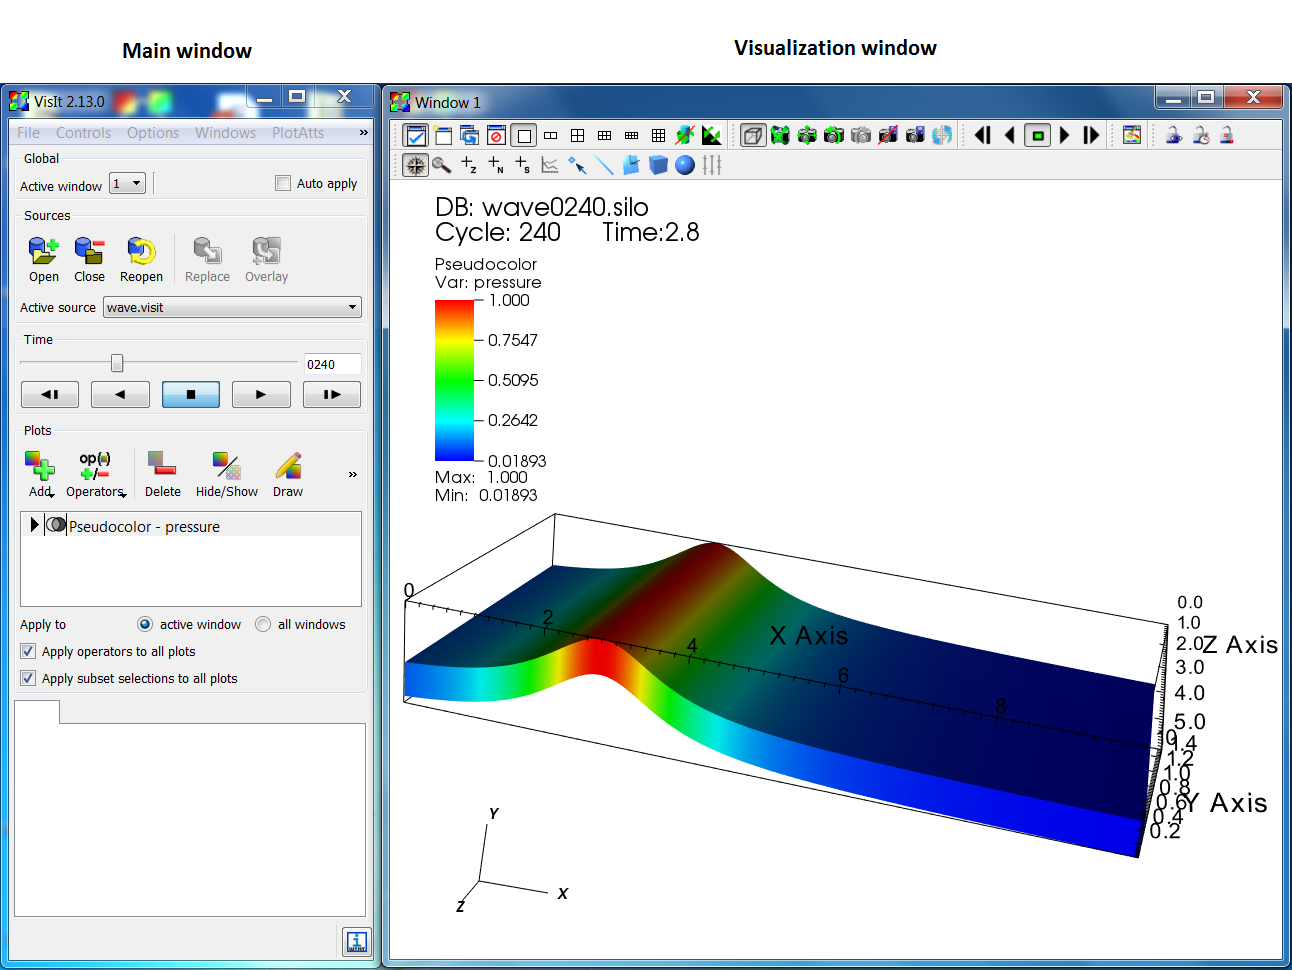 Main window
Visualization window
VisIt 2.13.0
File Controls Options Windows PlotAtts »
Global
Active window 1
Auto apply
Sources
Open Close Reopen Replace Overlay
Active source wave.visit
Time
0240
Plots
op(▪)
+/-
»
Add Operators Delete Hide/Show Draw
Pseudocolor - pressure
Apply to active window all windows
Apply operators to all plots
Apply subset selections to all plots
Window 1
+Z +N +S
DB: wave0240.silo
Cycle: 240 Time:2.8
Pseudocolor
Var: pressure
1.000
0.7547
0.5095
0.2642
0.01893
Max: 1.000
Min: 0.01893
0
2
4
6
8
X Axis
0.0
1.0
2.0
3.0
4.0
5.0
Z Axis
1.4
1.2
1.0
0.8
0.6
0.4
0.2
Y Axis
Y
X
Z